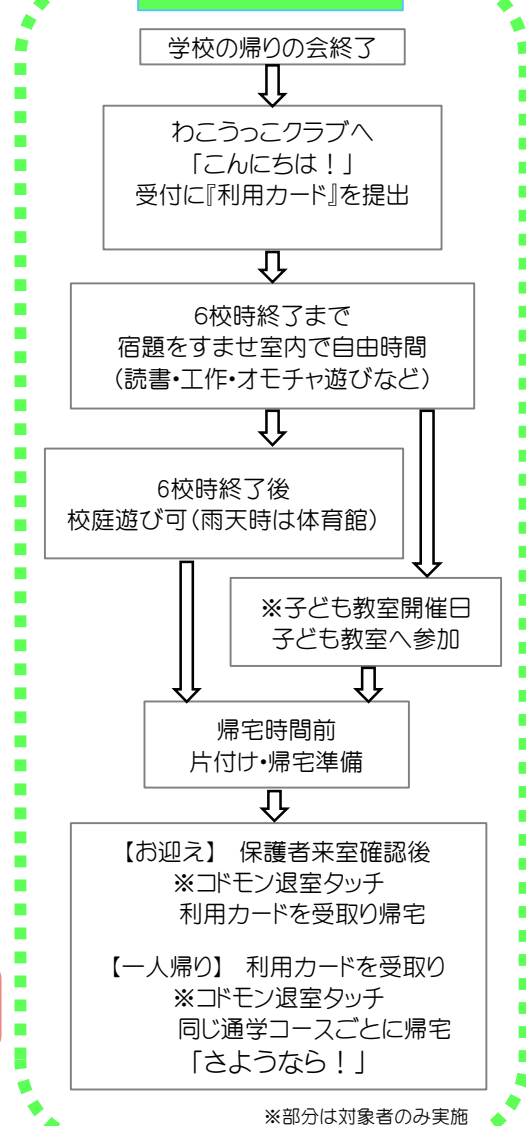 学校の帰りの会終了
わこうっこクラブへ
「こんにちは！」
受付に『利用カード』を提出
6校時終了まで
宿題をすませ室内で自由時間
（読書・工作・オモチャ遊びなど）
6校時終了後
校庭遊び可（雨天時は体育館）
※子ども教室開催日
子ども教室へ参加
帰宅時間前
片付け・帰宅準備
【お迎え】 保護者来室確認後
※コドモン退室タッチ
利用カードを受取り帰宅
【一人帰り】 利用カードを受取り
※コドモン退室タッチ
同じ通学コースごとに帰宅
「さようなら！」
※部分は対象者のみ実施